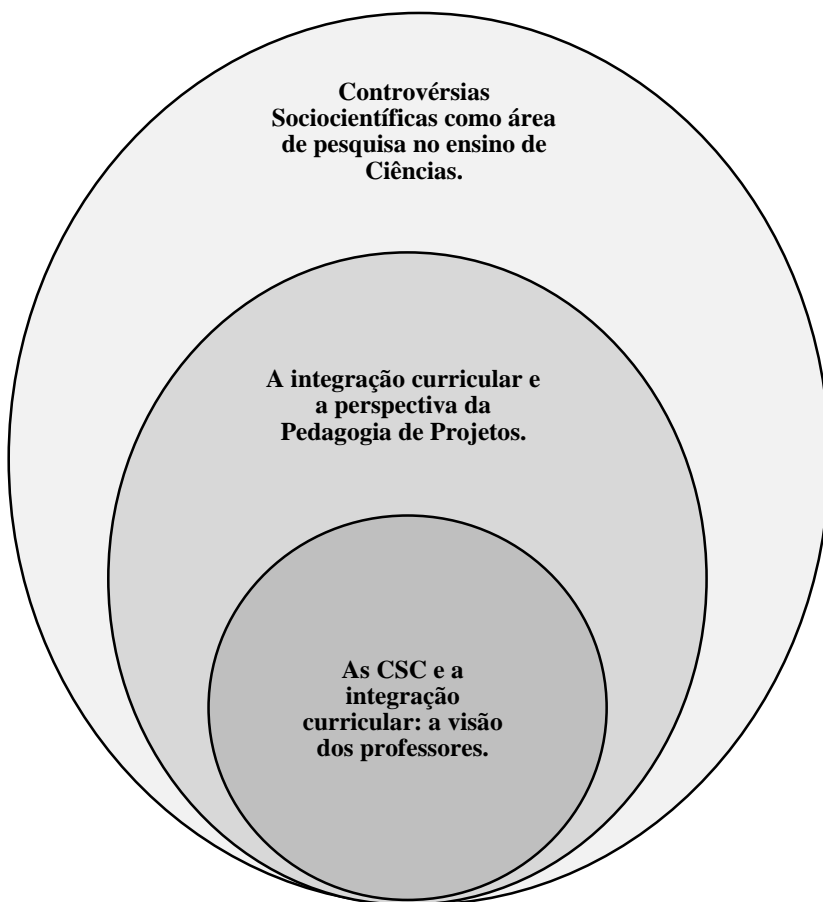 Controvérsias
Sociocientíficas como área
de pesquisa no ensino de
Ciências.
A integração curricular e
a perspectiva da
Pedagogia de Projetos.
As CSC e a
integração
curricular: a visão
dos professores.